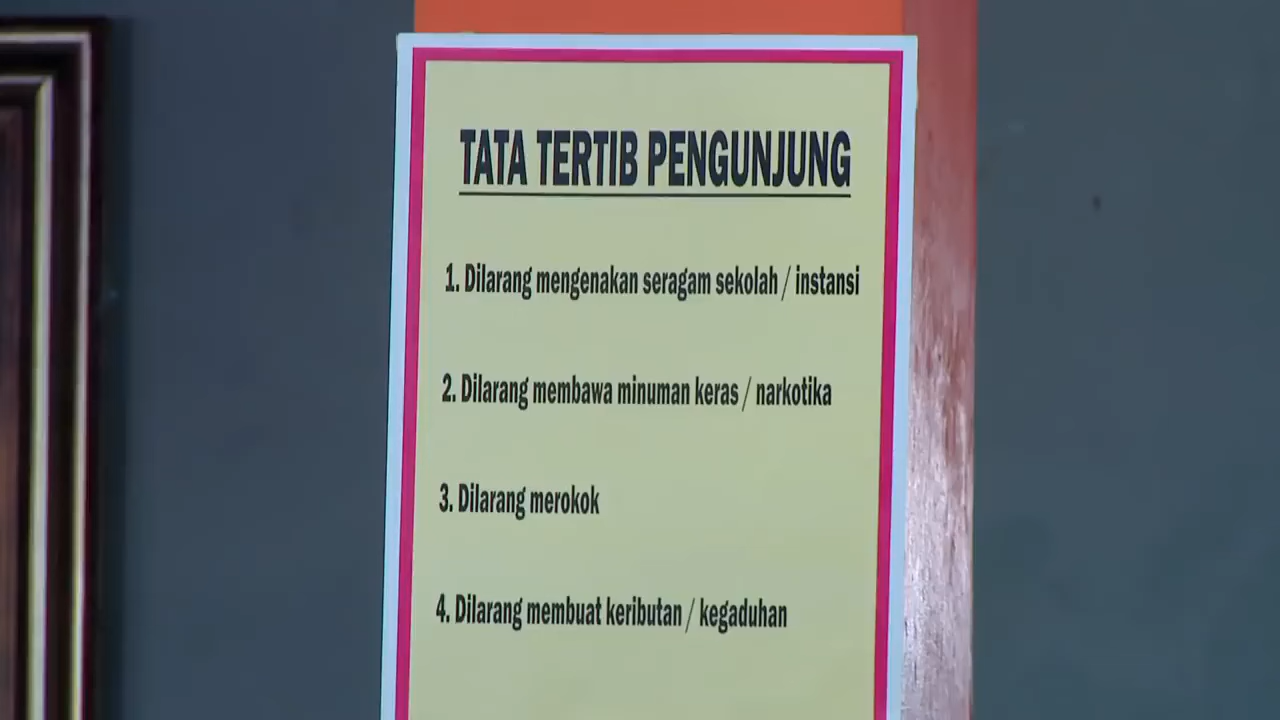 TATA TERTIB PENGUNJUNG
1. Dilarang mengenakan seragam sekolah / instansi
2. Dilarang membawa minuman keras / narkotika
3. Dilarang merokok
4. Dilarang membuat keributan / kegaduhan